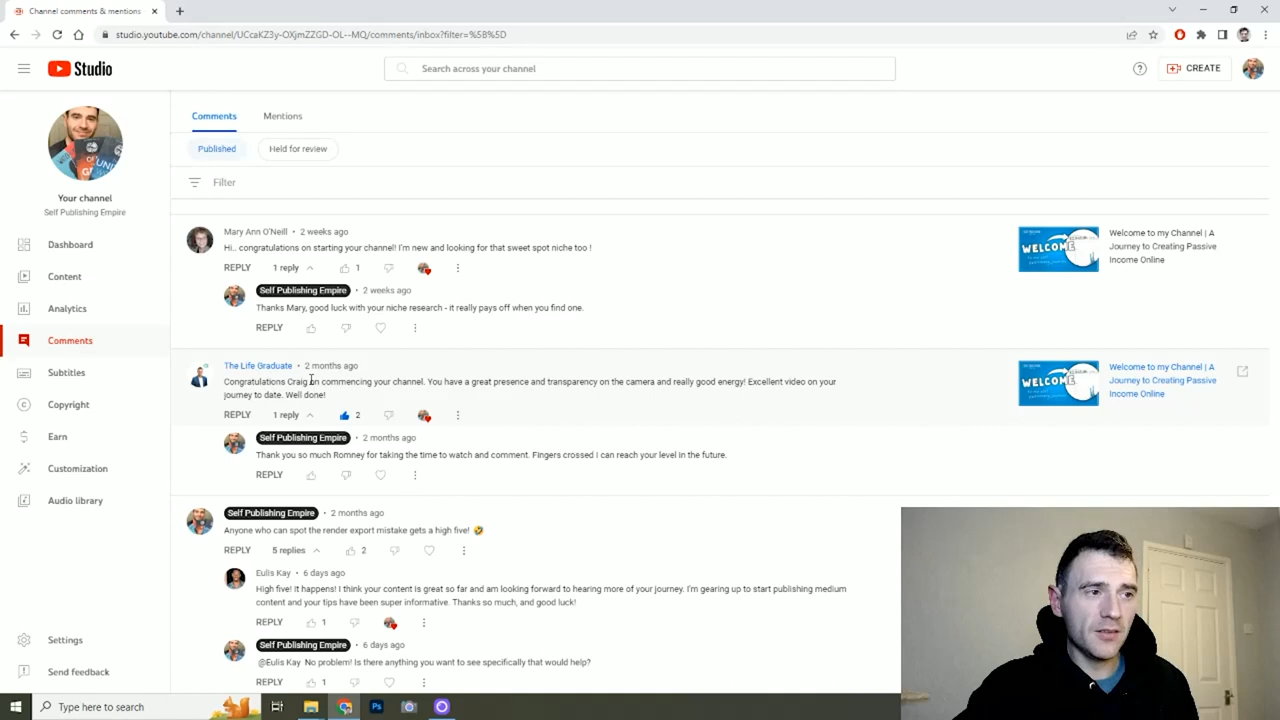 Channel comments & mentions
studio.youtube.com/channel/UCcaKZ3y-OXjmZZGD-OL--MQ/comments/inbox?filter=%5B%5D
Studio
Search across your channel
CREATE
Your channel
Self Publishing Empire
Dashboard
Content
Analytics
Comments
Subtitles
Copyright
Earn
Customization
Audio library
Settings
Send feedback
Comments
Mentions
Published
Held for review
Filter
Mary Ann O'Neill • 2 weeks ago
Hi.. congratulations on starting your channel! I'm new and looking for that sweet spot niche too !
REPLY 1 reply 1
WELCOME
Welcome to my Channel | A
Journey to Creating Passive
Income Online
Self Publishing Empire • 2 weeks ago
Thanks Mary, good luck with your niche research - it really pays off when you find one.
REPLY
The Life Graduate • 2 months ago
Congratulations Craig on commencing your channel. You have a great presence and transparency on the camera and really good energy! Excellent video on your
journey to date. Well done!
REPLY 1 reply 2
WELCOME
Welcome to my Channel | A
Journey to Creating Passive
Income Online
Self Publishing Empire • 2 months ago
Thank you so much Romney for taking the time to watch and comment. Fingers crossed I can reach your level in the future.
REPLY
Self Publishing Empire • 2 months ago
Anyone who can spot the render export mistake gets a high five! 🤣
REPLY 5 replies 2
Eulis Kay • 6 days ago
High five! It happens! I think your content is great so far and am looking forward to hearing more of your journey. I'm gearing up to start publishing medium
content and your tips have been super informative. Thanks so much, and good luck!
REPLY 1
Self Publishing Empire • 6 days ago
@Eulis Kay No problem! Is there anything you want to see specifically that would help?
REPLY 1
Type here to search
Ps